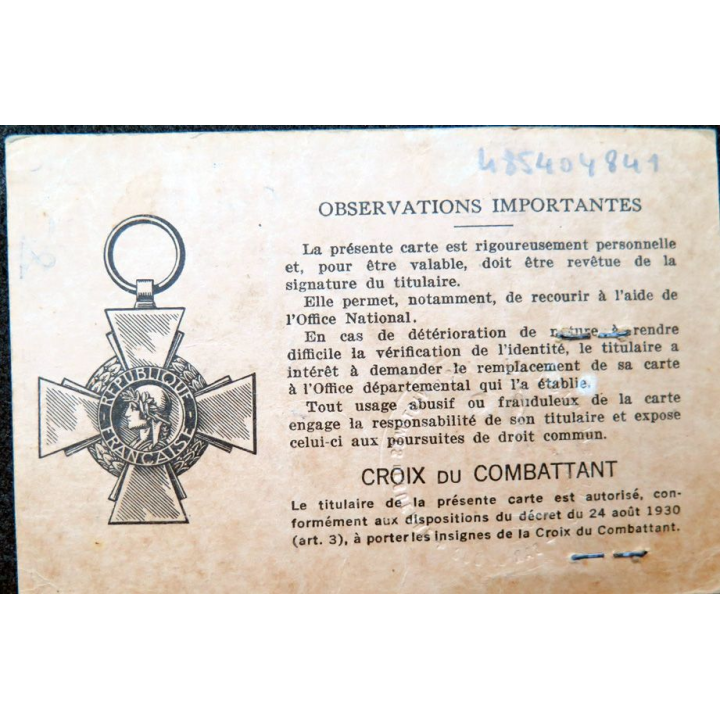 485404841
OBSERVATIONS IMPORTANTES
La présente carte est rigoureusement personnelle
et, pour être valable, doit être revêtue de la
signature du titulaire.
Elle permet, notamment, de recourir à l'aide de
l'Office National.
En cas de détérioration de nature à rendre
difficile la vérification de l'identité, le titulaire a
intérêt à demander le remplacement de sa carte
à l'Office départemental qui l'a établie.
Tout usage abusif ou frauduleux de la carte
engage la responsabilité de son titulaire et expose
celui-ci aux poursuites de droit commun.
RÉPUBLIQUE
FRANÇAISE
CROIX DU COMBATTANT
Le titulaire de la présente carte est autorisé, con-
formément aux dispositions du décret du 24 août 1930
(art. 3), à porter les insignes de la Croix du Combattant.